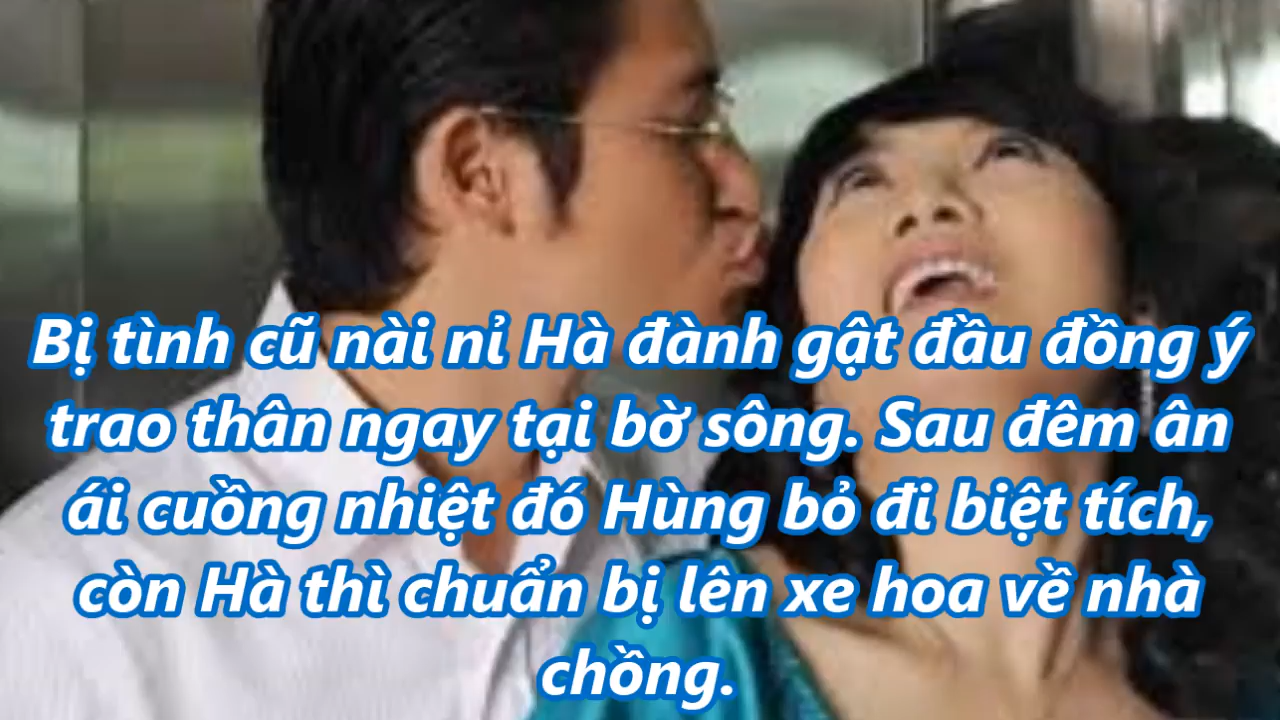 Bị tình cũ nài nỉ Hà đành gật đầu đồng ý
trao thân ngay tại bờ sông. Sau đêm ân
ái cuồng nhiệt đó Hùng bỏ đi biệt tích,
còn Hà thì chuẩn bị lên xe hoa về nhà
chồng.